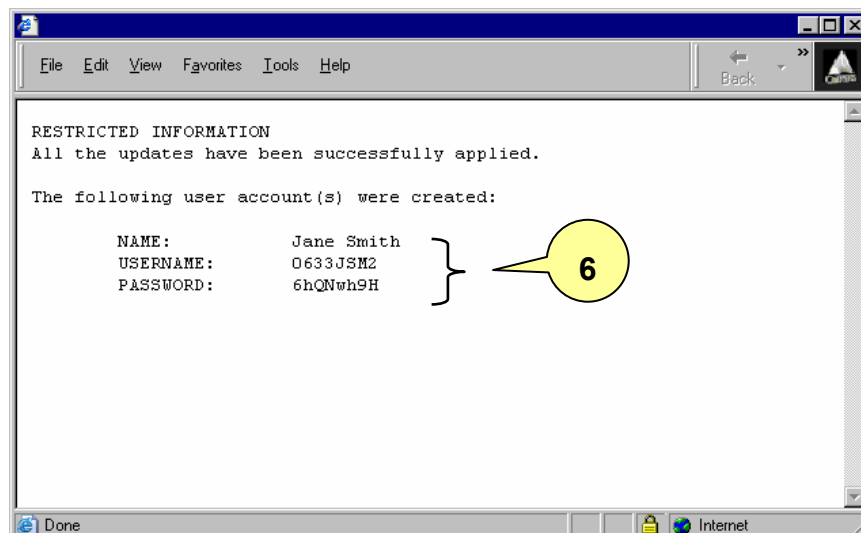 File Edit View Favorites Tools Help
Back »
RESTRICTED INFORMATION
All the updates have been successfully applied.
The following user account(s) were created:
NAME: Jane Smith
USERNAME: 0633JSM2
PASSWORD: 6hQNwh9H
6
Done Internet